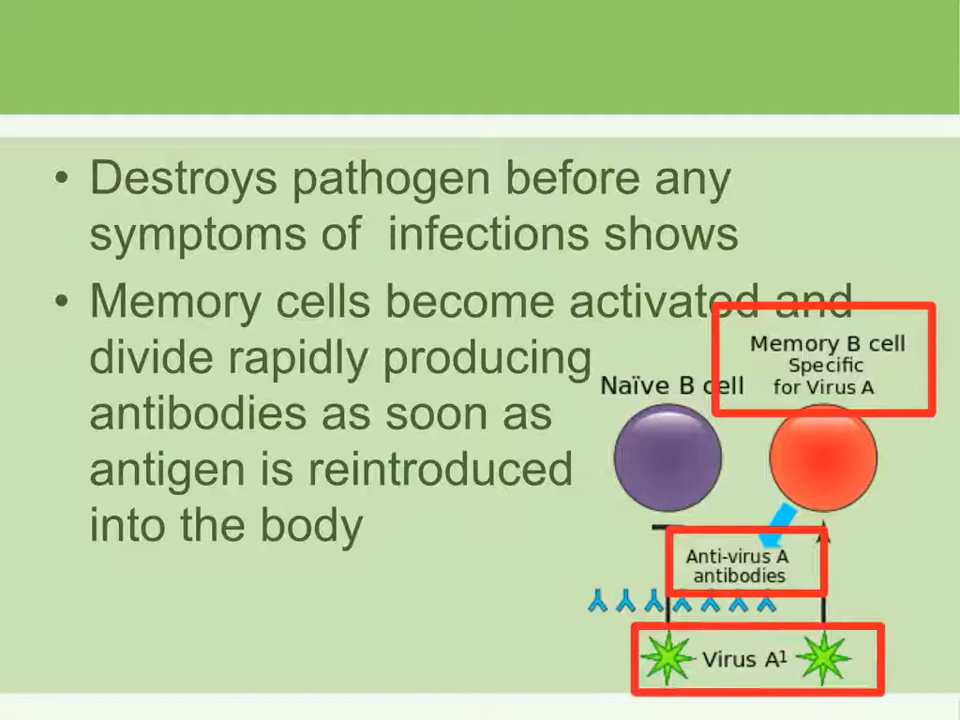 • Destroys pathogen before any
symptoms of  infections shows
• Memory cells become activated and
divide rapidly producing
antibodies as soon as
antigen is reintroduced
into the body
Memory B cell
Specific
for Virus A
Naïve B cell
Anti-virus A
antibodies
Virus A¹